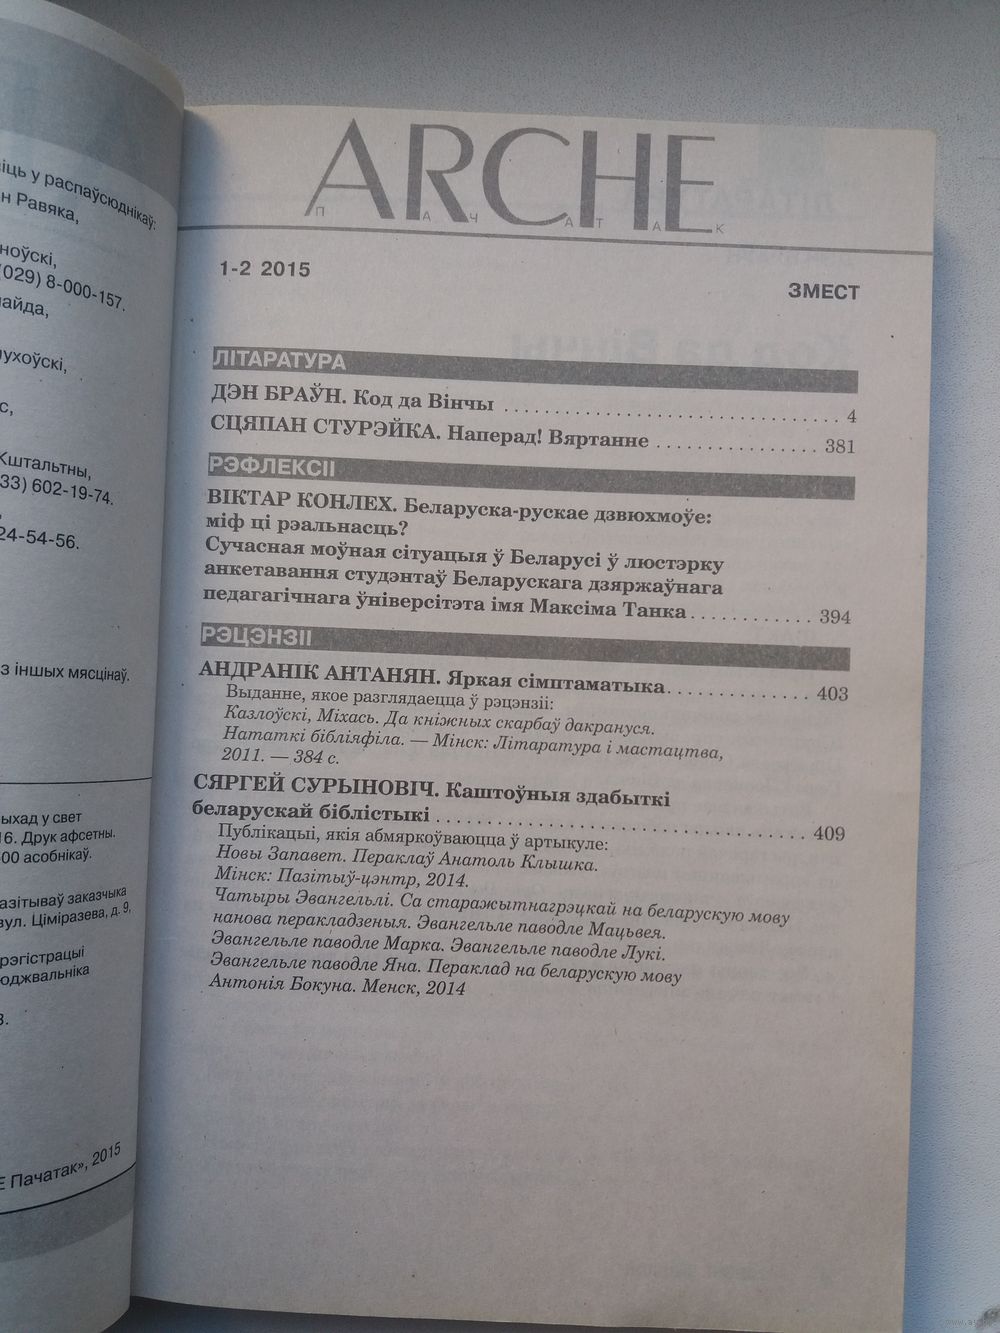 іць у распаўсюднікаў:
н Равяка,
ноўскі,
(029) 8-000-157.
айда,
ухоўскі,
с,
Кштальтны,
33) 602-19-74.
24-54-56.
з іншых мясцінаў.
ыхад у свет
16. Друк афсетны.
00 асобнікаў.
азітываў заказчыка
вул. Ціміразева, д. 9,
рэгістрацыі
юджвальніка
3.
Е Пачатак», 2015
ARCHE
ПАЧАТАК
1-2 2015
ЗМЕСТ
ЛІТАРАТУРА
ДЭН БРАЎН. Код да Вінчы ............................... 4
СЦЯПАН СТУРЭЙКА. Наперад! Вяртанне ............... 381
РЭФЛЕКСІІ
ВІКТАР КОНЛЕХ. Беларуска-рускае дзвюхмоўе:
міф ці рэальнасць?
Сучасная моўная сітуацыя ў Беларусі ў люстэрку
анкетавання студэнтаў Беларускага дзяржаўнага
педагагічнага ўніверсітэта імя Максіма Танка ............ 394
РЭЦЭНЗІІ
АНДРАНІК АНТАНЯН. Яркая сімптаматыка ............. 403
Выданне, якое разглядаецца ў рэцэнзіі:
Казлоўскі, Міхась. Да кніжных скарбаў дакрануся.
Нататкі бібліяфіла. — Мінск: Літаратура і мастацтва,
2011. — 384 с.
СЯРГЕЙ СУРЫНОВІЧ. Каштоўныя здабыткі
беларускай біблістыкі .................................. 409
Публікацыі, якія абмяркоўваюцца ў артыкуле:
Новы Запавет. Пераклаў Анатоль Клышка.
Мінск: Пазітыў-цэнтр, 2014.
Чатыры Эвангельлі. Са старажытнагрэцкай на беларускую мову
нанова перакладзеныя. Эвангельле паводле Мацьвея.
Эвангельле паводле Марка. Эвангельле паводле Лукі.
Эвангельле паводле Яна. Пераклад на беларускую мову
Антонія Бокуна. Менск, 2014